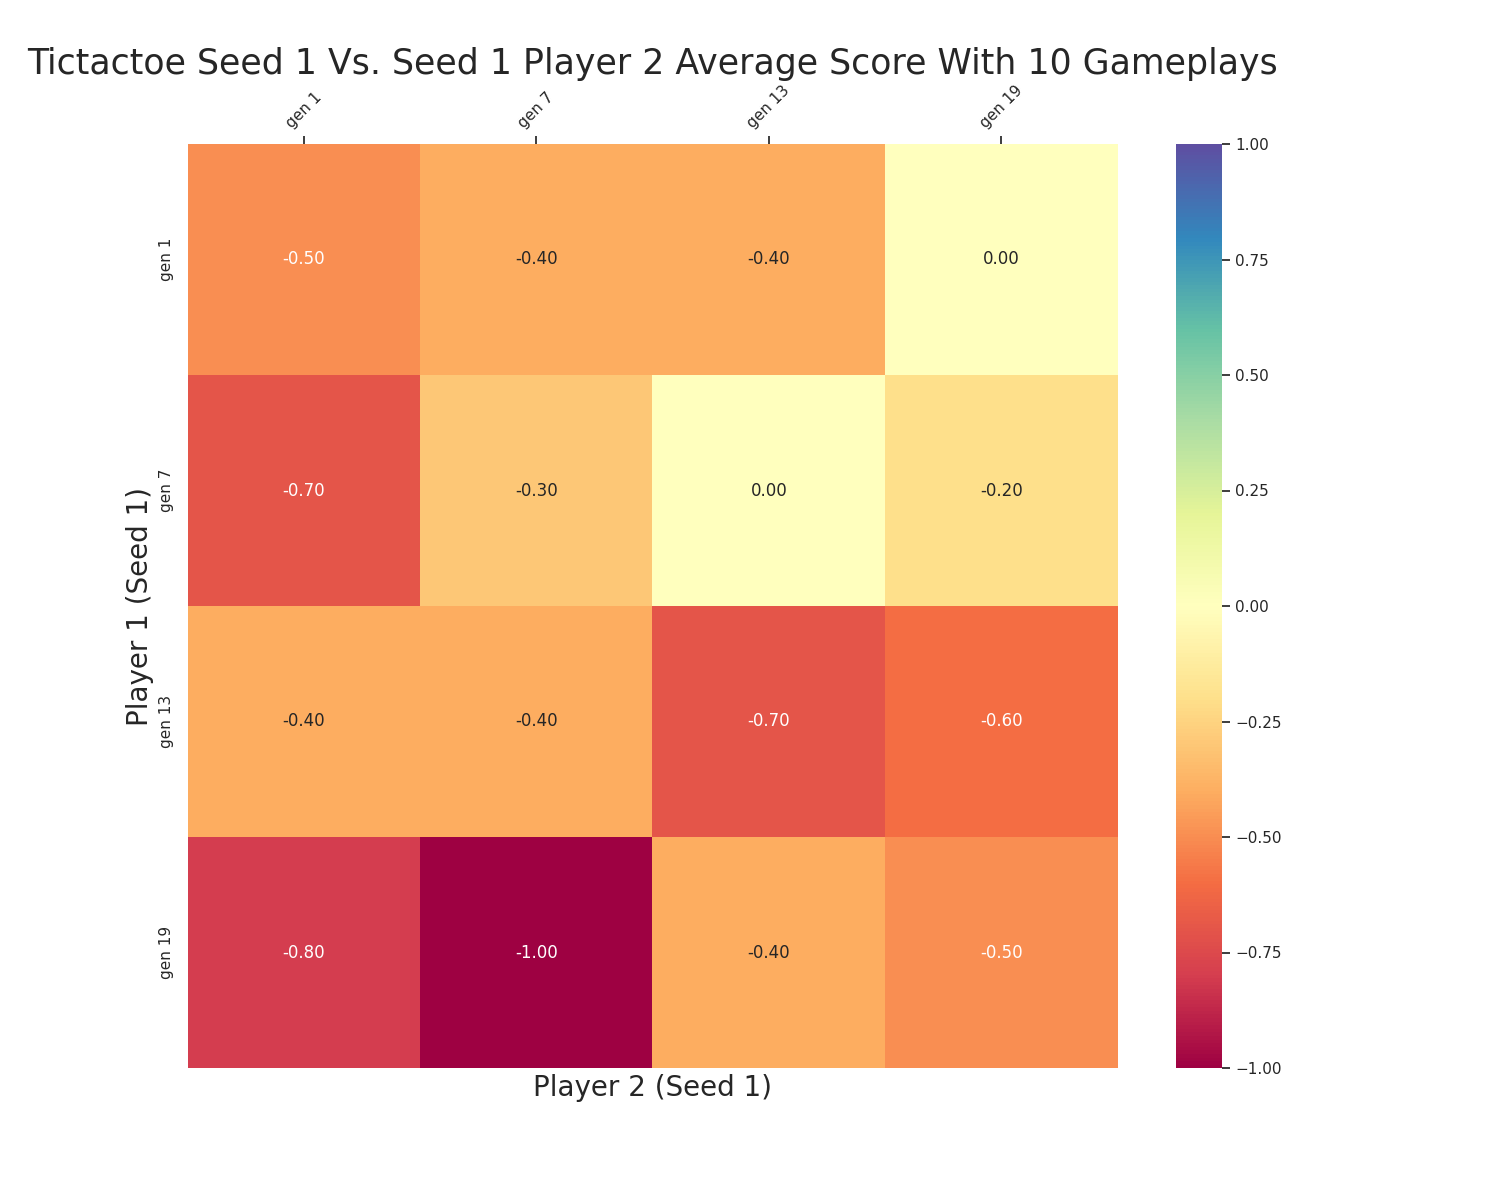 Tictactoe Seed 1 Vs. Seed 1 Player 2 Average Score With 10 Gameplays
gen 1
gen 7
gen 13
gen 19
Player 1 (Seed 1)
gen 1
-0.50
-0.40
-0.40
0.00
gen 7
-0.70
-0.30
0.00
-0.20
gen 13
-0.40
-0.40
-0.70
-0.60
gen 19
-0.80
-1.00
-0.40
-0.50
Player 2 (Seed 1)
1.00
0.75
0.50
0.25
0.00
−0.25
−0.50
−0.75
−1.00